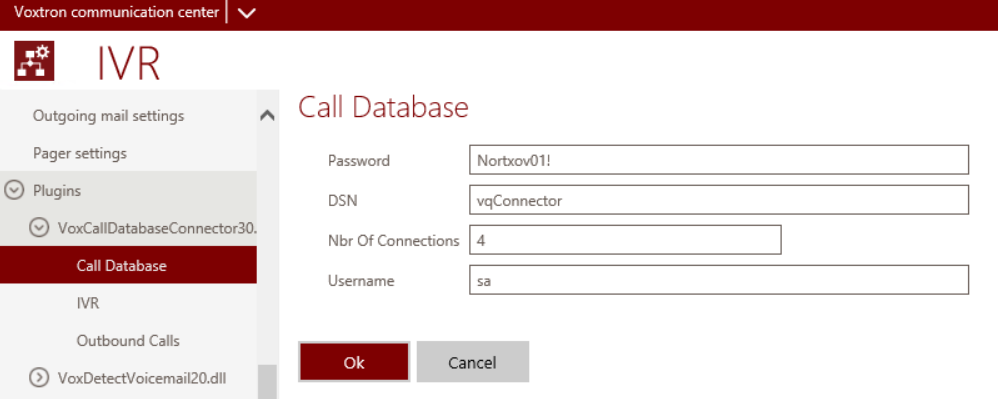 Voxtron communication center
IVR
Outgoing mail settings
Pager settings
Plugins
VoxCallDatabaseConnector30.
Call Database
IVR
Outbound Calls
VoxDetectVoicemail20.dll
Call Database
Password Nortxov01!
DSN vqConnector
Nbr Of Connections 4
Username sa
Ok Cancel